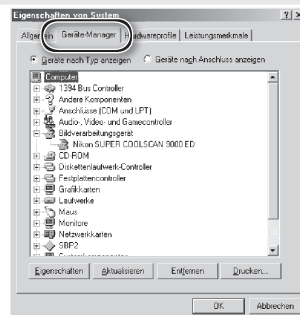 Eigenschaften von System
Allgemein Geräte-Manager Hardwareprofile Leistungsmerkmale
Geräte nach Typ anzeigen Geräte nach Anschluss anzeigen
Computer
1394 Bus Controller
Andere Komponenten
Anschlüsse (COM und LPT)
Audio-, Video- und Gamecontroller
Bildverarbeitungsgerät
Nikon SUPER COOLSCAN 9000 ED
CD-ROM
Diskettenlaufwerk-Controller
Festplattencontroller
Grafikkarten
Laufwerke
Maus
Monitore
Netzwerkkarten
SBP2
Eigenschaften Aktualisieren Entfernen Drucken...
OK Abbrechen